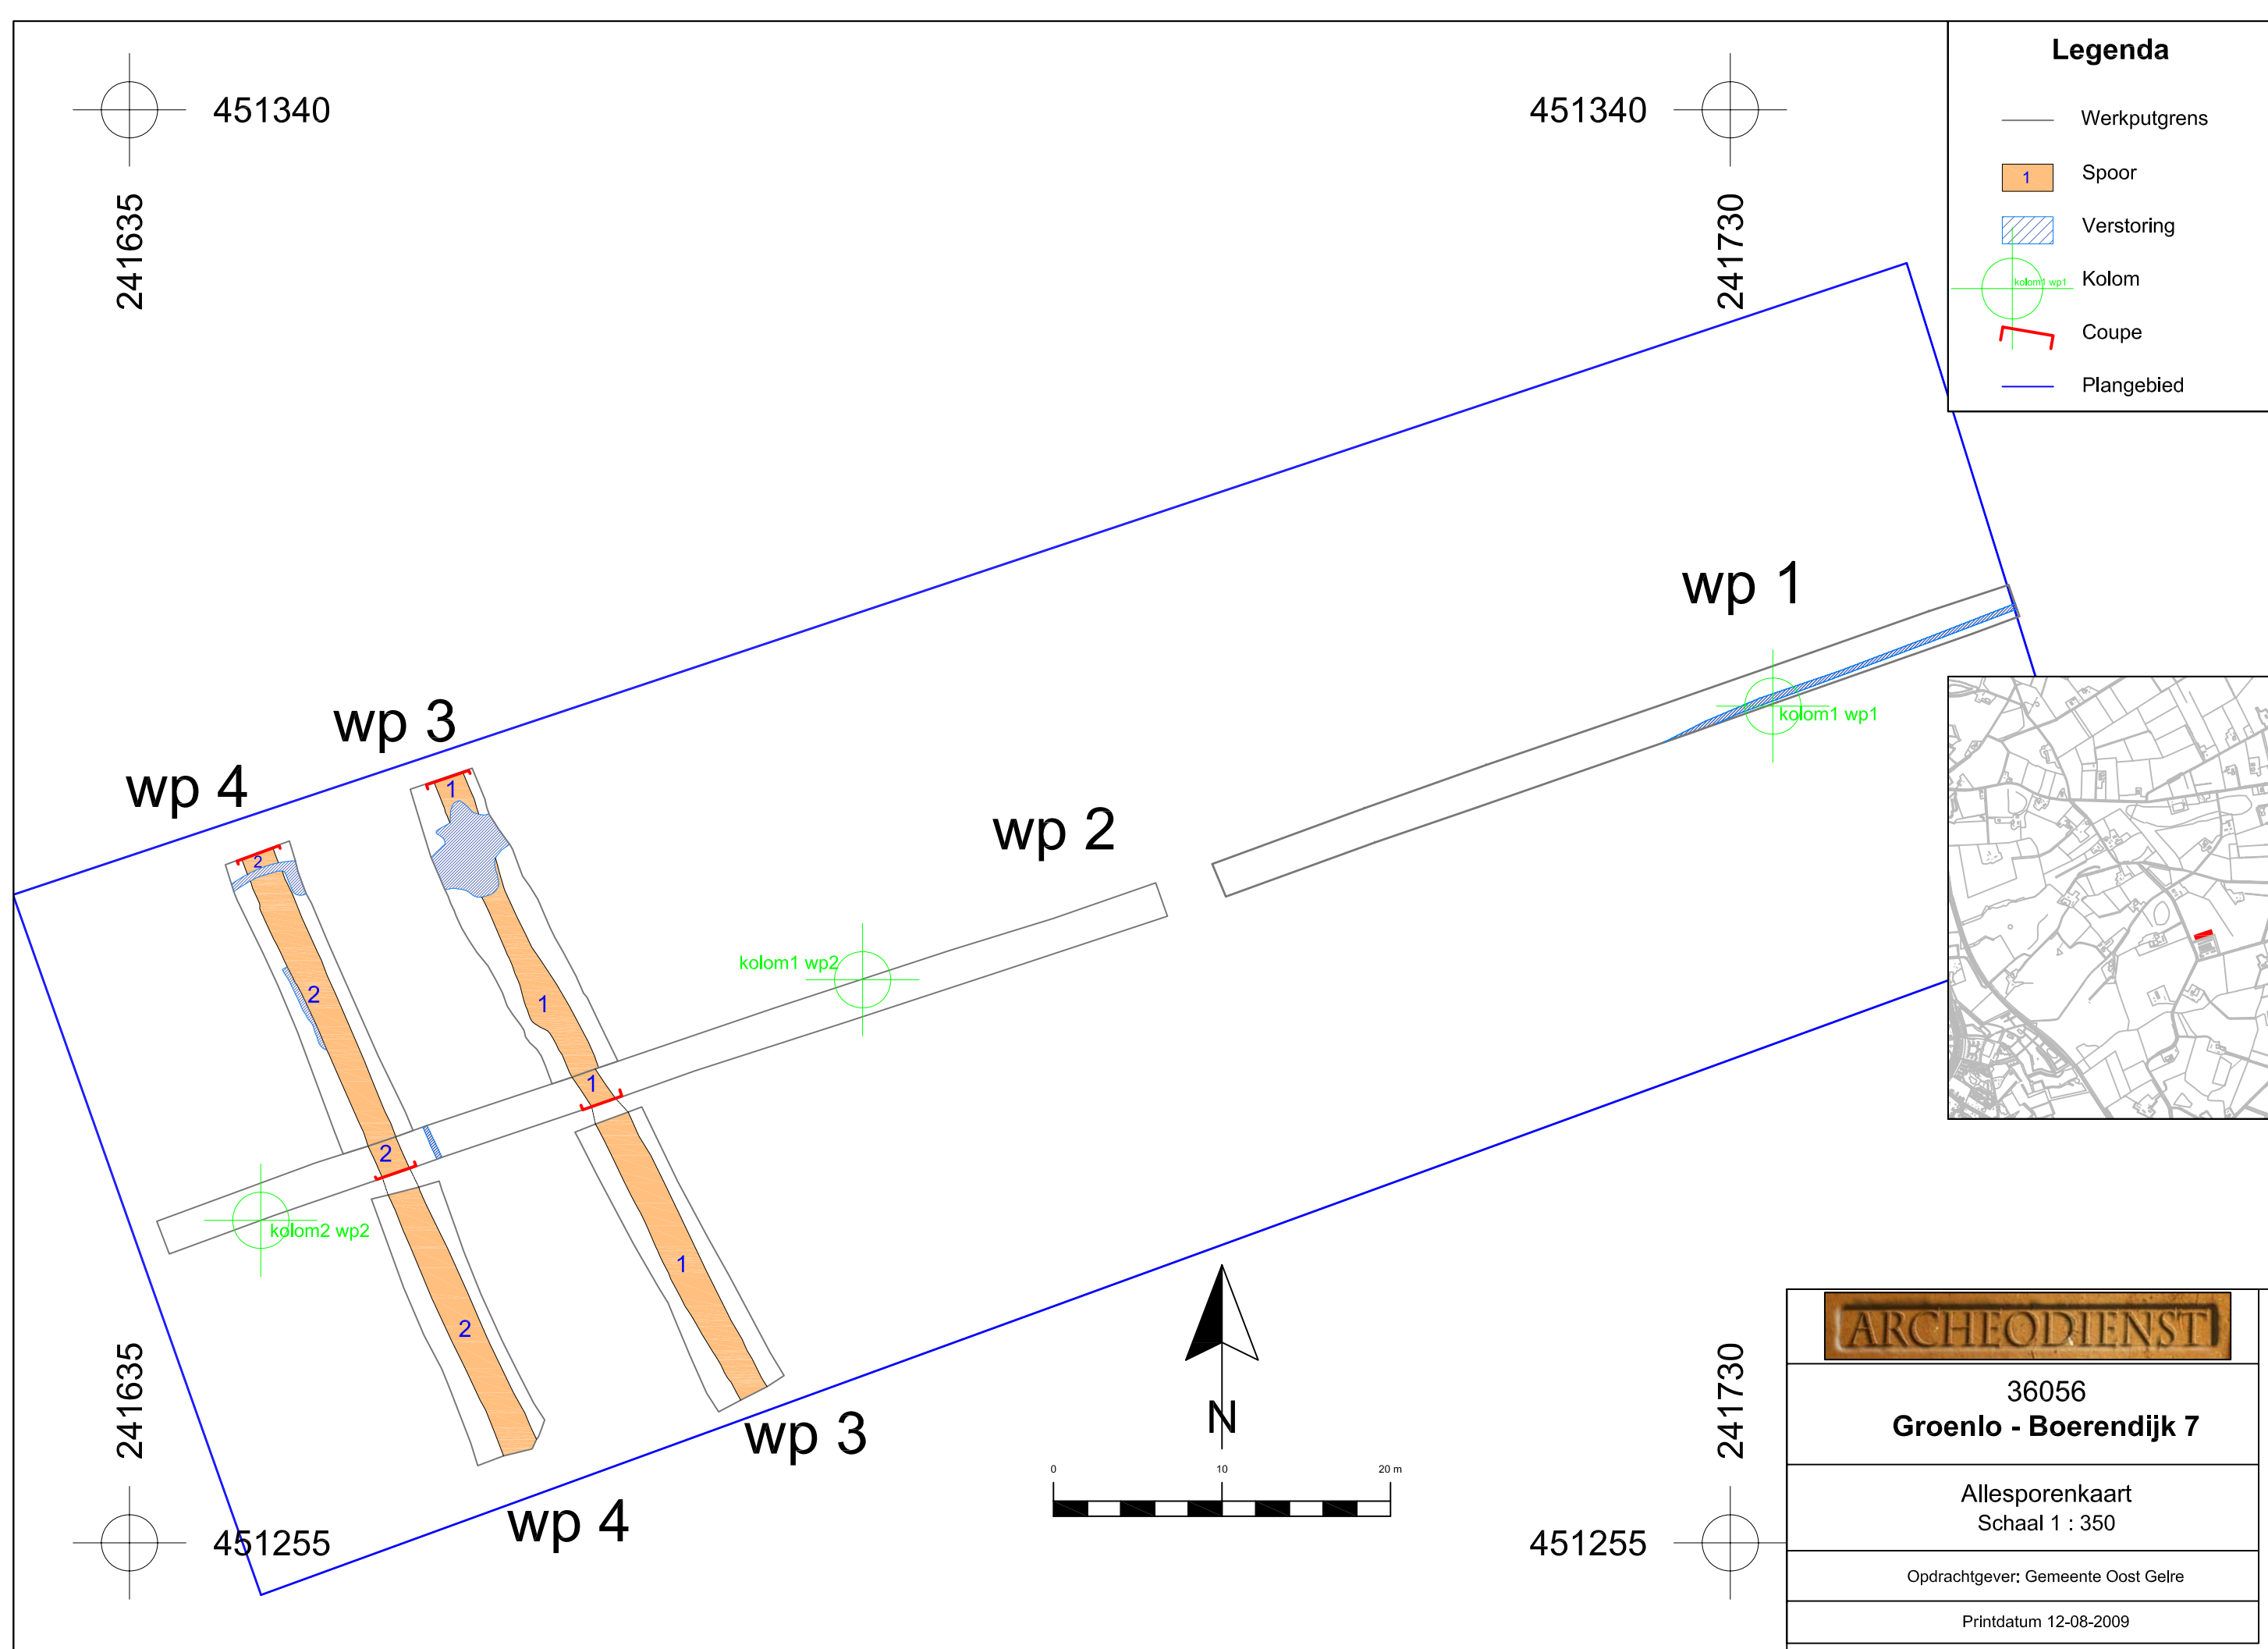 Legenda
Werkputgrens
1 Spoor
Verstoring
kolom1 wp1 Kolom
Coupe
Plangebied
451340
451340
241635
241730
wp 1
wp 3
wp 4
wp 2
1
2
kolom1 wp1
kolom1 wp2
2
1
1
2
kolom2 wp2
1
2
wp 3
wp 4
N
0 10 20 m
241635
241730
451255
451255
ARCHEODIENST
36056
Groenlo - Boerendijk 7
Allesporenkaart
Schaal 1 : 350
Opdrachtgever: Gemeente Oost Gelre
Printdatum 12-08-2009